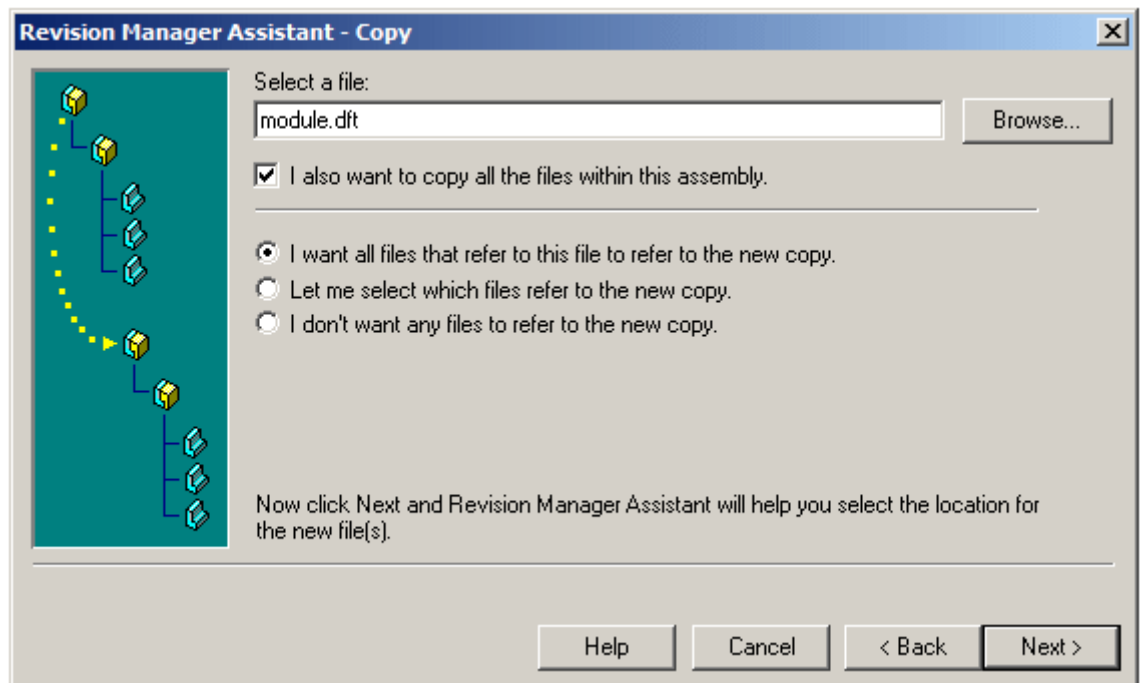 Revision Manager Assistant - Copy
Select a file:
module.dft
Browse...
I also want to copy all the files within this assembly.
I want all files that refer to this file to refer to the new copy.
Let me select which files refer to the new copy.
I don't want any files to refer to the new copy.
Now click Next and Revision Manager Assistant will help you select the location for
the new file(s).
Help
Cancel
< Back
Next >